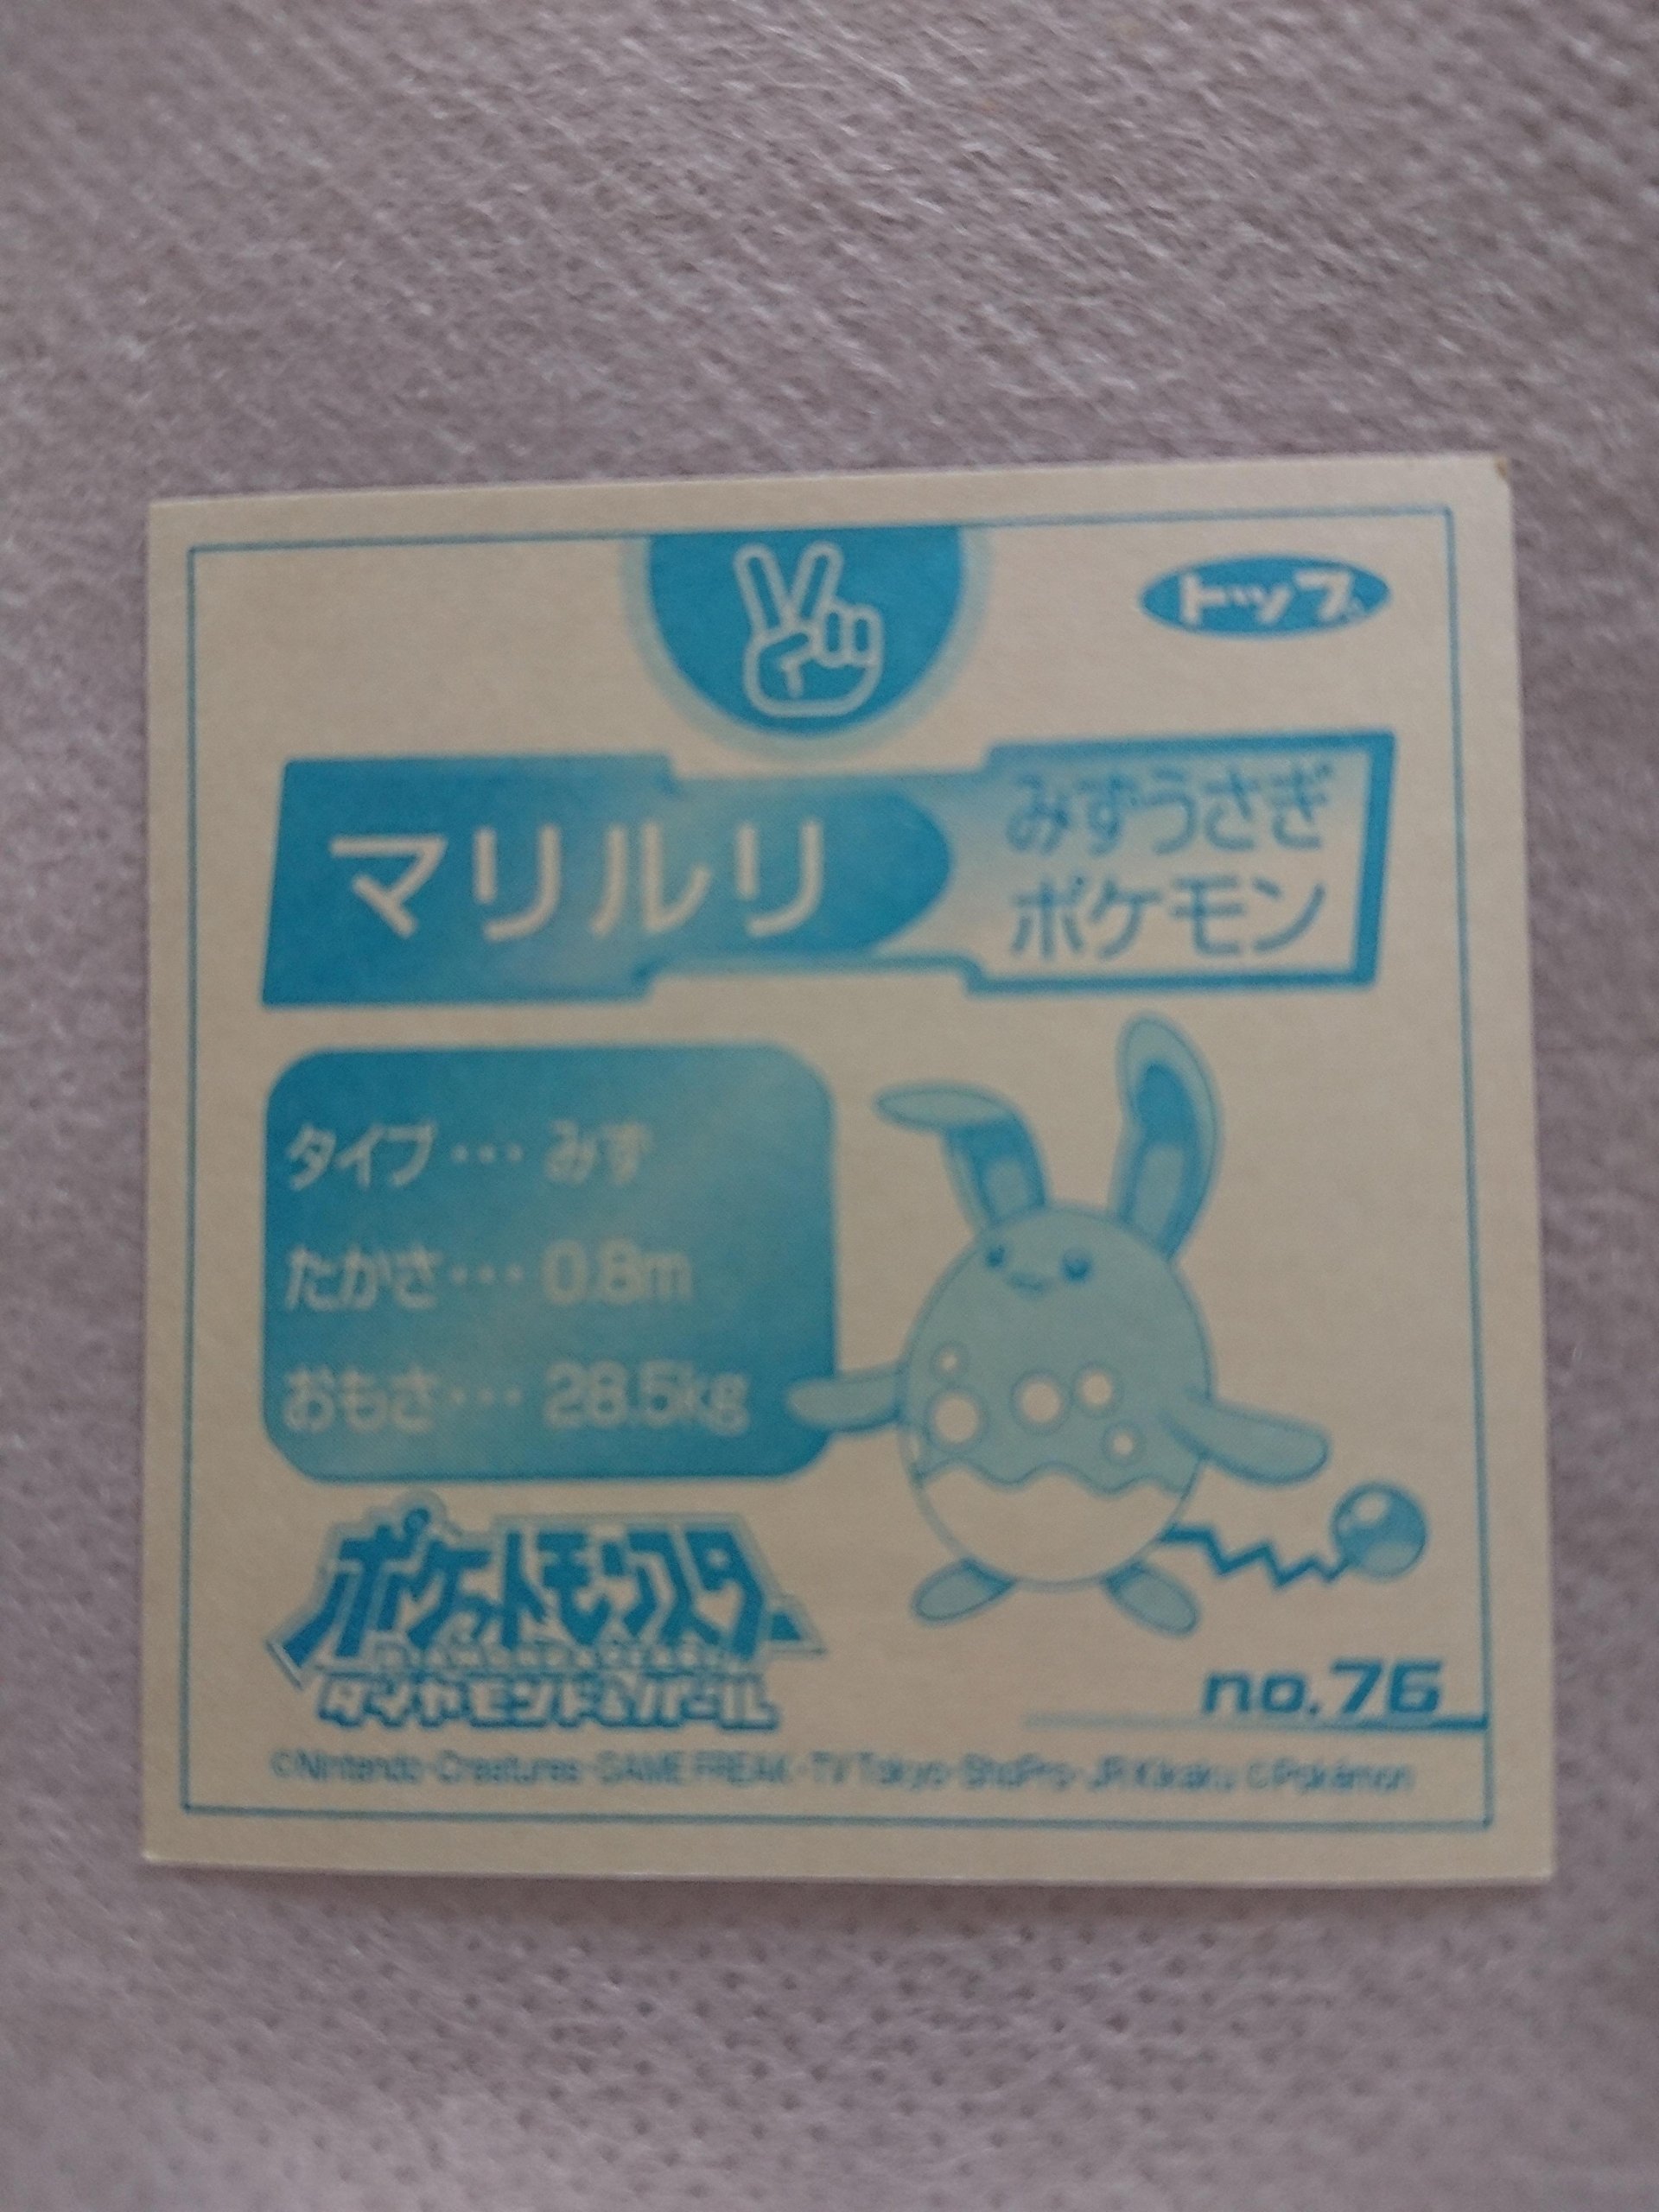 トップ
マリルリ
みずうさぎ
ポケモン
タイプ … みず
たかさ … 0.8m
おもさ … 28.5kg
ポケットモンスター
DIAMOND & PEARL
ダイヤモンド&パール
no.76
©Nintendo・Creatures・GAME FREAK・TV Tokyo・ShoPro・JR Kikaku ©Pokémon